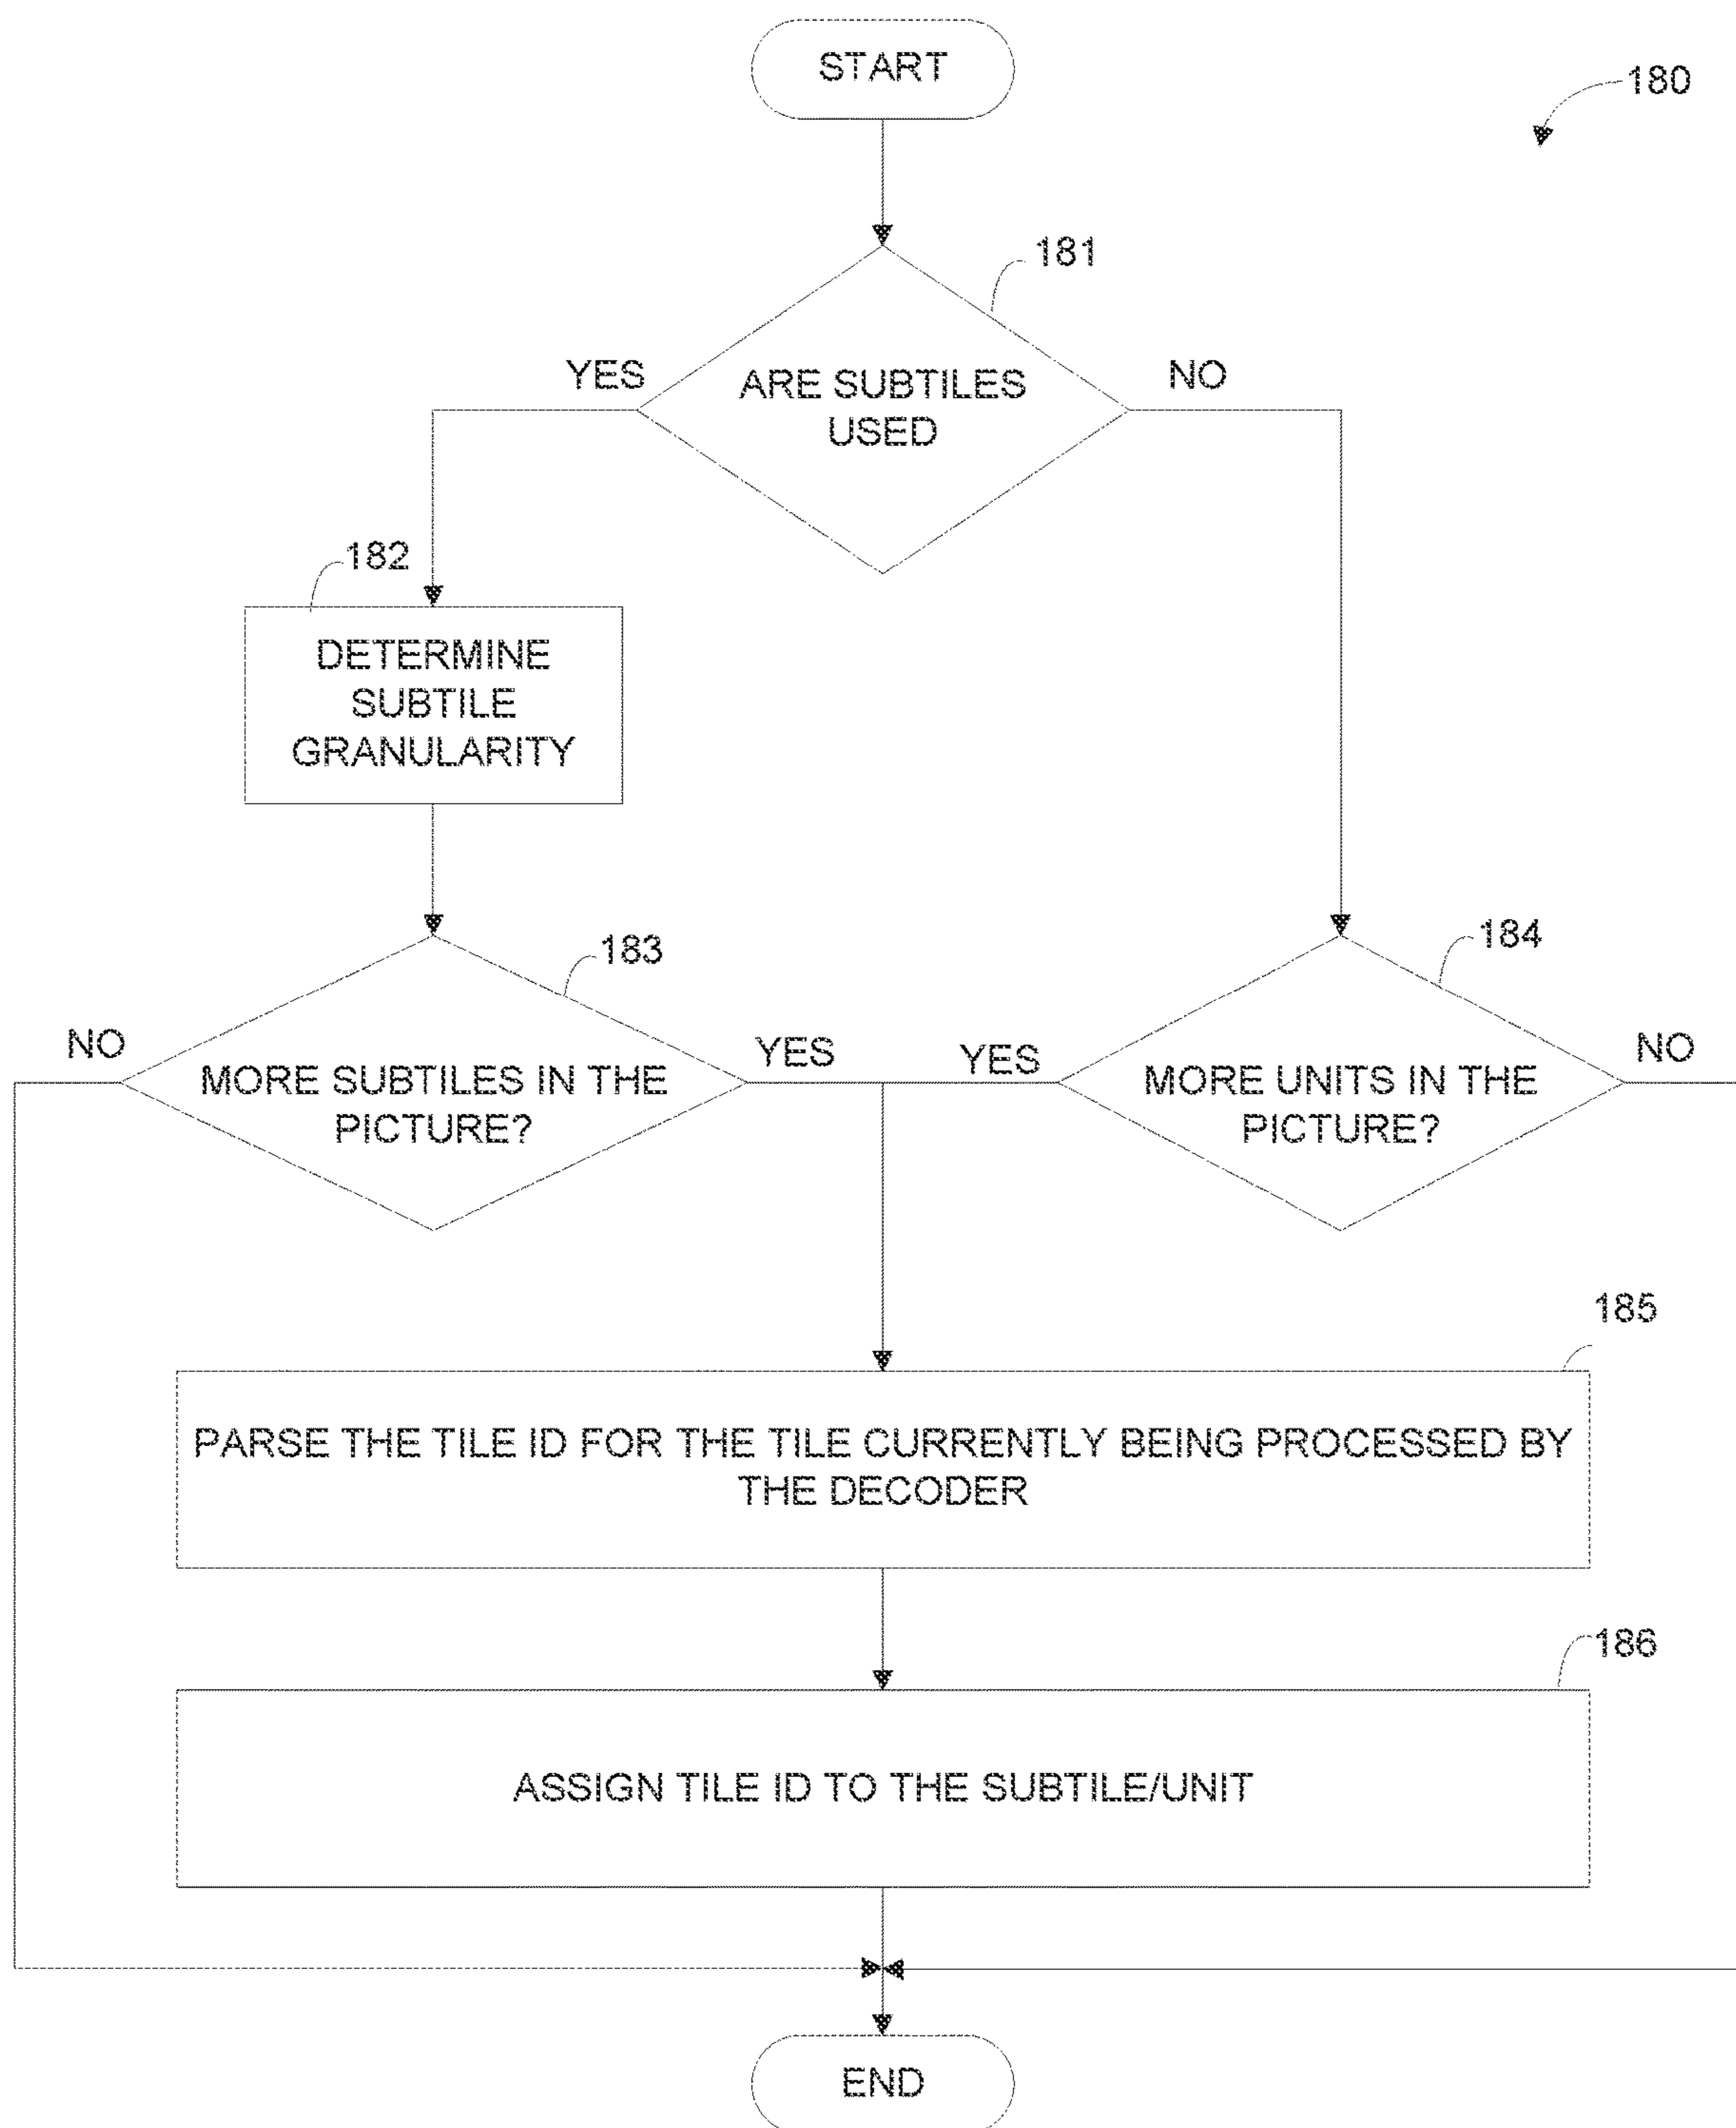 START
180
181
YES
ARE SUBTILES
USED
NO
182
DETERMINE
SUBTILE
GRANULARITY
183
184
NO
MORE SUBTILES IN THE
PICTURE?
YES
YES
MORE UNITS IN THE
PICTURE?
NO
185
PARSE THE TILE ID FOR THE TILE CURRENTLY BEING PROCESSED BY
THE DECODER
186
ASSIGN TILE ID TO THE SUBTILE/UNIT
END